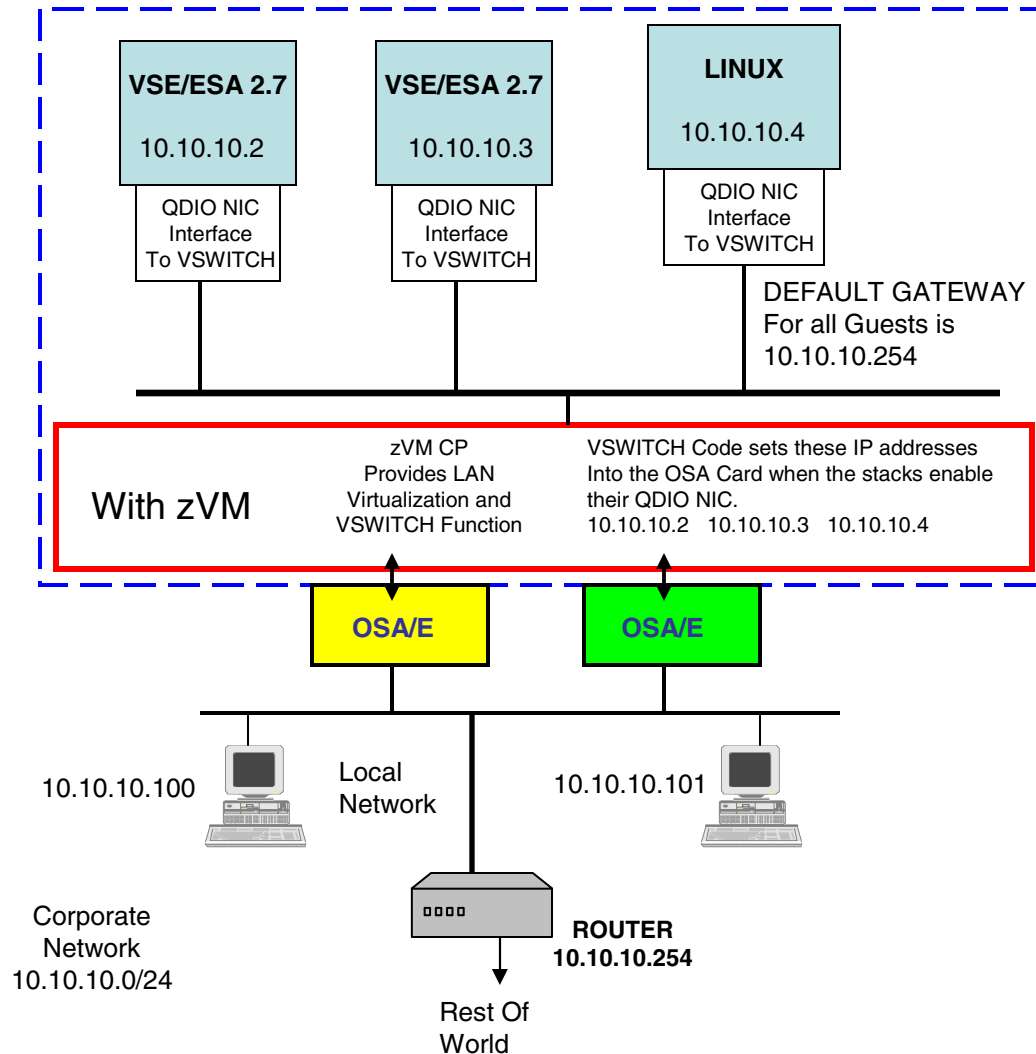 VSE/ESA 2.7
10.10.10.2
QDIO NIC
Interface
To VSWITCH
VSE/ESA 2.7
10.10.10.3
QDIO NIC
Interface
To VSWITCH
LINUX
10.10.10.4
QDIO NIC
Interface
To VSWITCH
DEFAULT GATEWAY
For all Guests is
10.10.10.254
With zVM
zVM CP
Provides LAN
Virtualization and
VSWITCH Function
VSWITCH Code sets these IP addresses
Into the OSA Card when the stacks enable
their QDIO NIC.
10.10.10.2 10.10.10.3 10.10.10.4
OSA/E
OSA/E
10.10.10.100
Local
Network
10.10.10.101
Corporate
Network
10.10.10.0/24
ROUTER
10.10.10.254
Rest Of
World